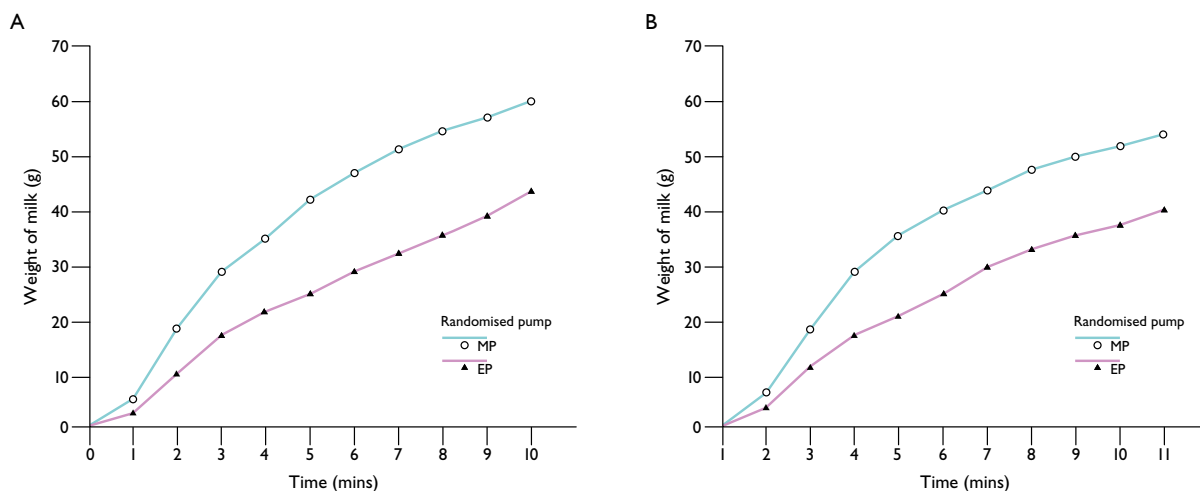 A
70
60
50
40
30
20
10
0
Weight of milk (g)
0 1 2 3 4 5 6 7 8 9 10
Time (mins)
Randomised pump
MP
EP
B
70
60
50
40
30
20
10
0
Weight of milk (g)
1 2 3 4 5 6 7 8 9 10 11
Time (mins)
Randomised pump
MP
EP